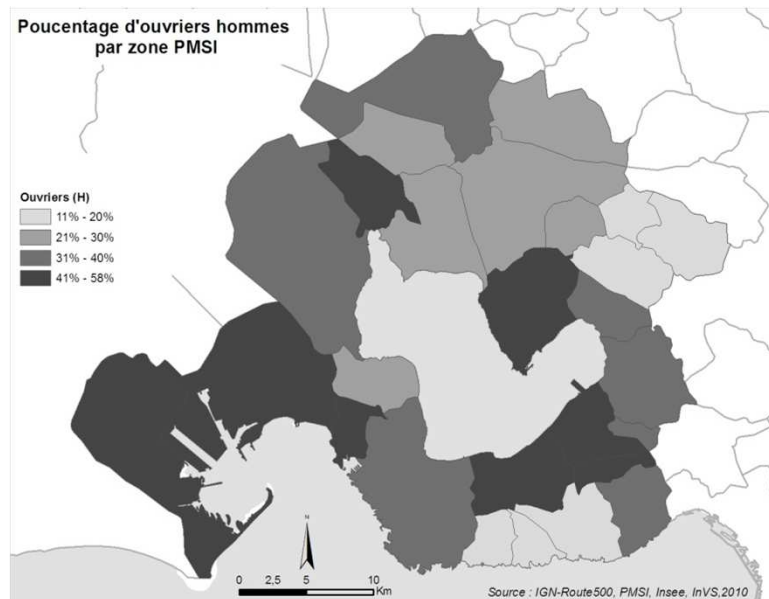 Poucentage d'ouvriers hommes
par zone PMSI
Ouvriers (H)
11% - 20%
21% - 30%
31% - 40%
41% - 58%
N
0 2,5 5 10
Km
Source : IGN-Route500, PMSI, Insee, InVS,2010